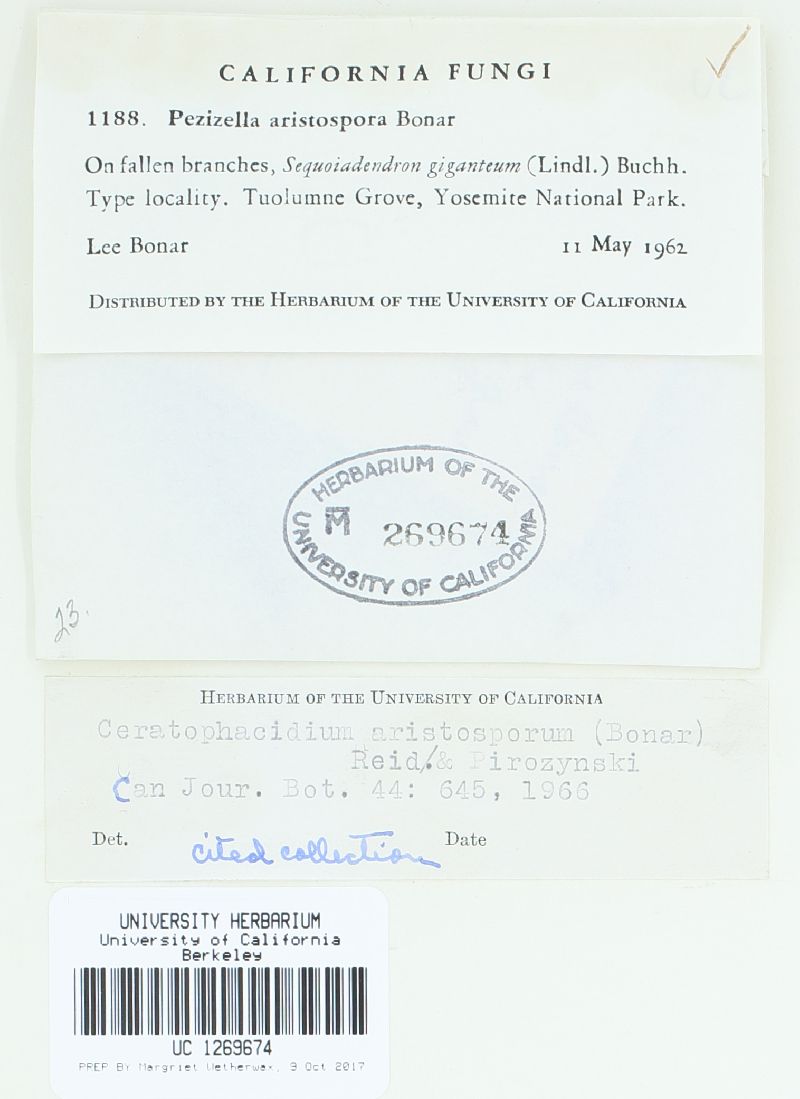 CALIFORNIA FUNGI
1188. Pezizella aristospora Bonar
On fallen branches, Sequoiadendron giganteum (Lindl.) Buchh.
Type locality. Tuolumne Grove, Yosemite National Park.
Lee Bonar 11 May 1962
DISTRIBUTED BY THE HERBARIUM OF THE UNIVERSITY OF CALIFORNIA
HERBARIUM OF THE
M 269674
UNIVERSITY OF CALIFORNIA
HERBARIUM OF THE UNIVERSITY OF CALIFORNIA
Ceratophacidium aristosporum (Bonar)
Reid & Pirozynski
Can Jour. Bot. 44: 645, 1966
Det. cited collection Date
UNIVERSITY HERBARIUM
University of California
Berkeley
UC 1269674
PREP BY Margriet Wetherwax, 9 Oct 2017